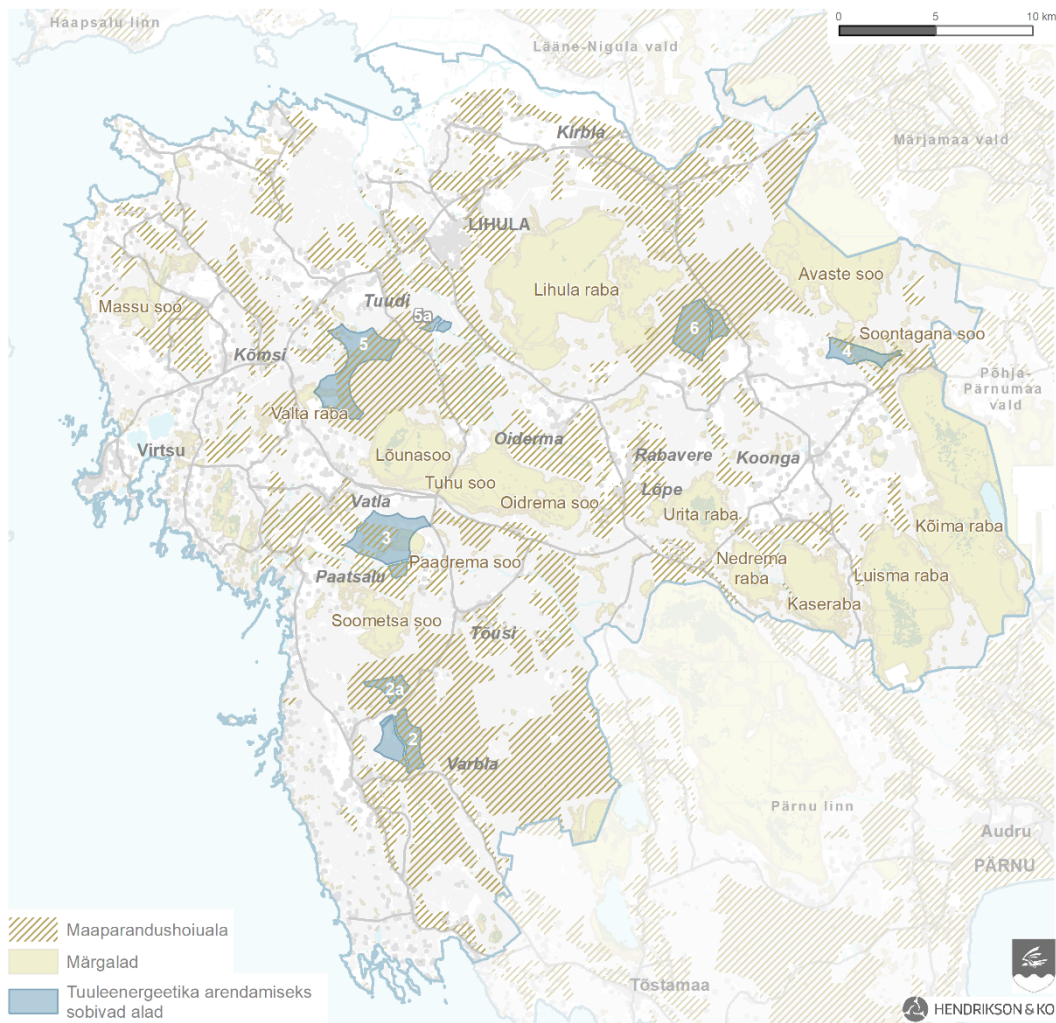 Haapsalu linn
0 5 10 km
Lääne-Nigula vald
Kirbla
Märjamaa vald
LIHULA
Avaste soo
Lihula raba
Massu soo
Tuudi
5a
6
Soontagana soo
5
4
Kõmsi
Põhja-
Pärnumaa
vald
Valta raba
Virtsu
Oiderma
Lõunasoo
Rabavere
Koonga
Tuhu soo
Lõpe
Vatla
Oidrema soo
Urita raba
Kõima raba
3
Paadrema soo
Nedrema
raba
Paatsalu
Luisma raba
Kaseraba
Soometsa soo
Tõusi
2a
2
Varbla
Pärnu linn
Audru
PÄRNU
Maaparandushoiuala
Märgalad
Tuuleenergeetika arendamiseks
sobivad alad
Tõstamaa
HENDRIKSON & KO